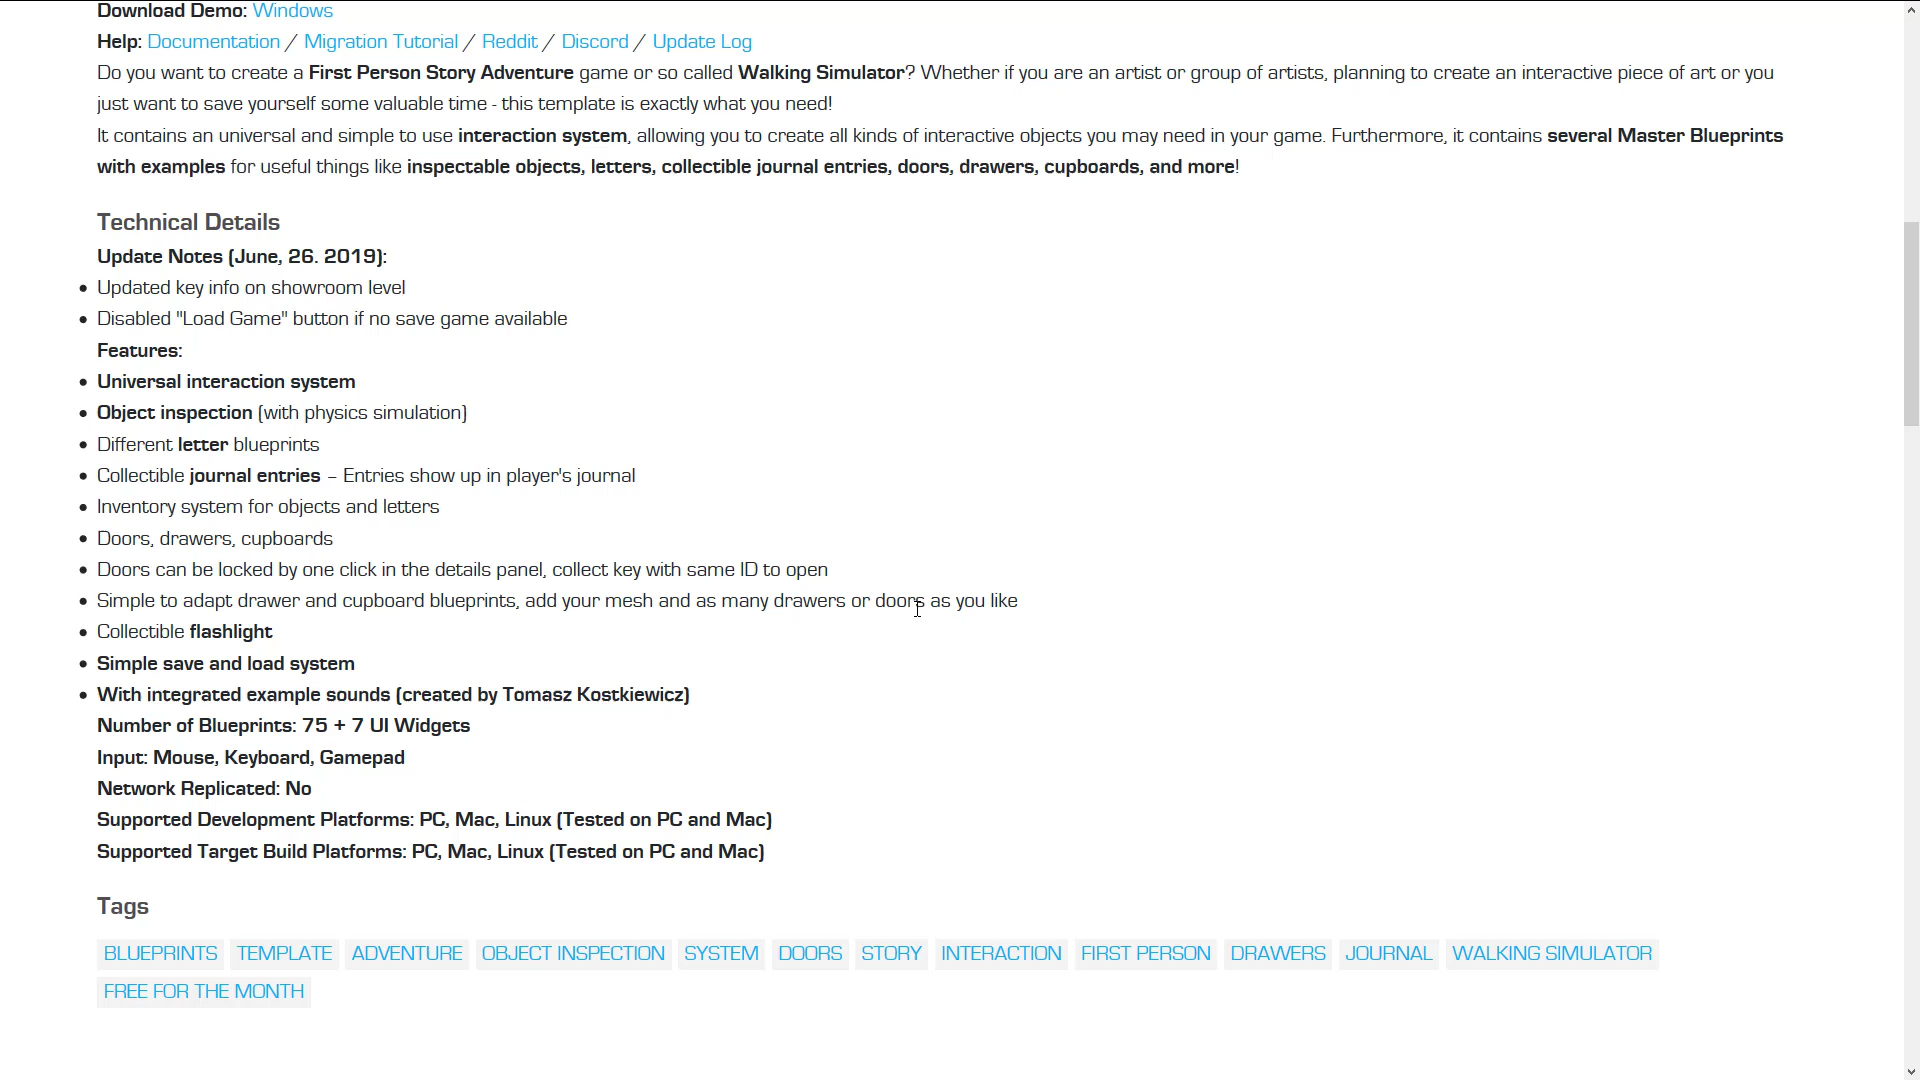 Download Demo: Windows
Help: Documentation / Migration Tutorial / Reddit / Discord / Update Log
Do you want to create a First Person Story Adventure game or so called Walking Simulator? Whether if you are an artist or group of artists, planning to create an interactive piece of art or you
just want to save yourself some valuable time - this template is exactly what you need!
It contains an universal and simple to use interaction system, allowing you to create all kinds of interactive objects you may need in your game. Furthermore, it contains several Master Blueprints
with examples for useful things like inspectable objects, letters, collectible journal entries, doors, drawers, cupboards, and more!
Technical Details
Update Notes (June, 26. 2019):
• Updated key info on showroom level
• Disabled "Load Game" button if no save game available
Features:
• Universal interaction system
• Object inspection (with physics simulation)
• Different letter blueprints
• Collectible journal entries – Entries show up in player's journal
• Inventory system for objects and letters
• Doors, drawers, cupboards
• Doors can be locked by one click in the details panel, collect key with same ID to open
• Simple to adapt drawer and cupboard blueprints, add your mesh and as many drawers or doors as you like
• Collectible flashlight
• Simple save and load system
• With integrated example sounds (created by Tomasz Kostkiewicz)
Number of Blueprints: 75 + 7 UI Widgets
Input: Mouse, Keyboard, Gamepad
Network Replicated: No
Supported Development Platforms: PC, Mac, Linux (Tested on PC and Mac)
Supported Target Build Platforms: PC, Mac, Linux (Tested on PC and Mac)
Tags
BLUEPRINTS TEMPLATE ADVENTURE OBJECT INSPECTION SYSTEM DOORS STORY INTERACTION FIRST PERSON DRAWERS JOURNAL WALKING SIMULATOR
FREE FOR THE MONTH